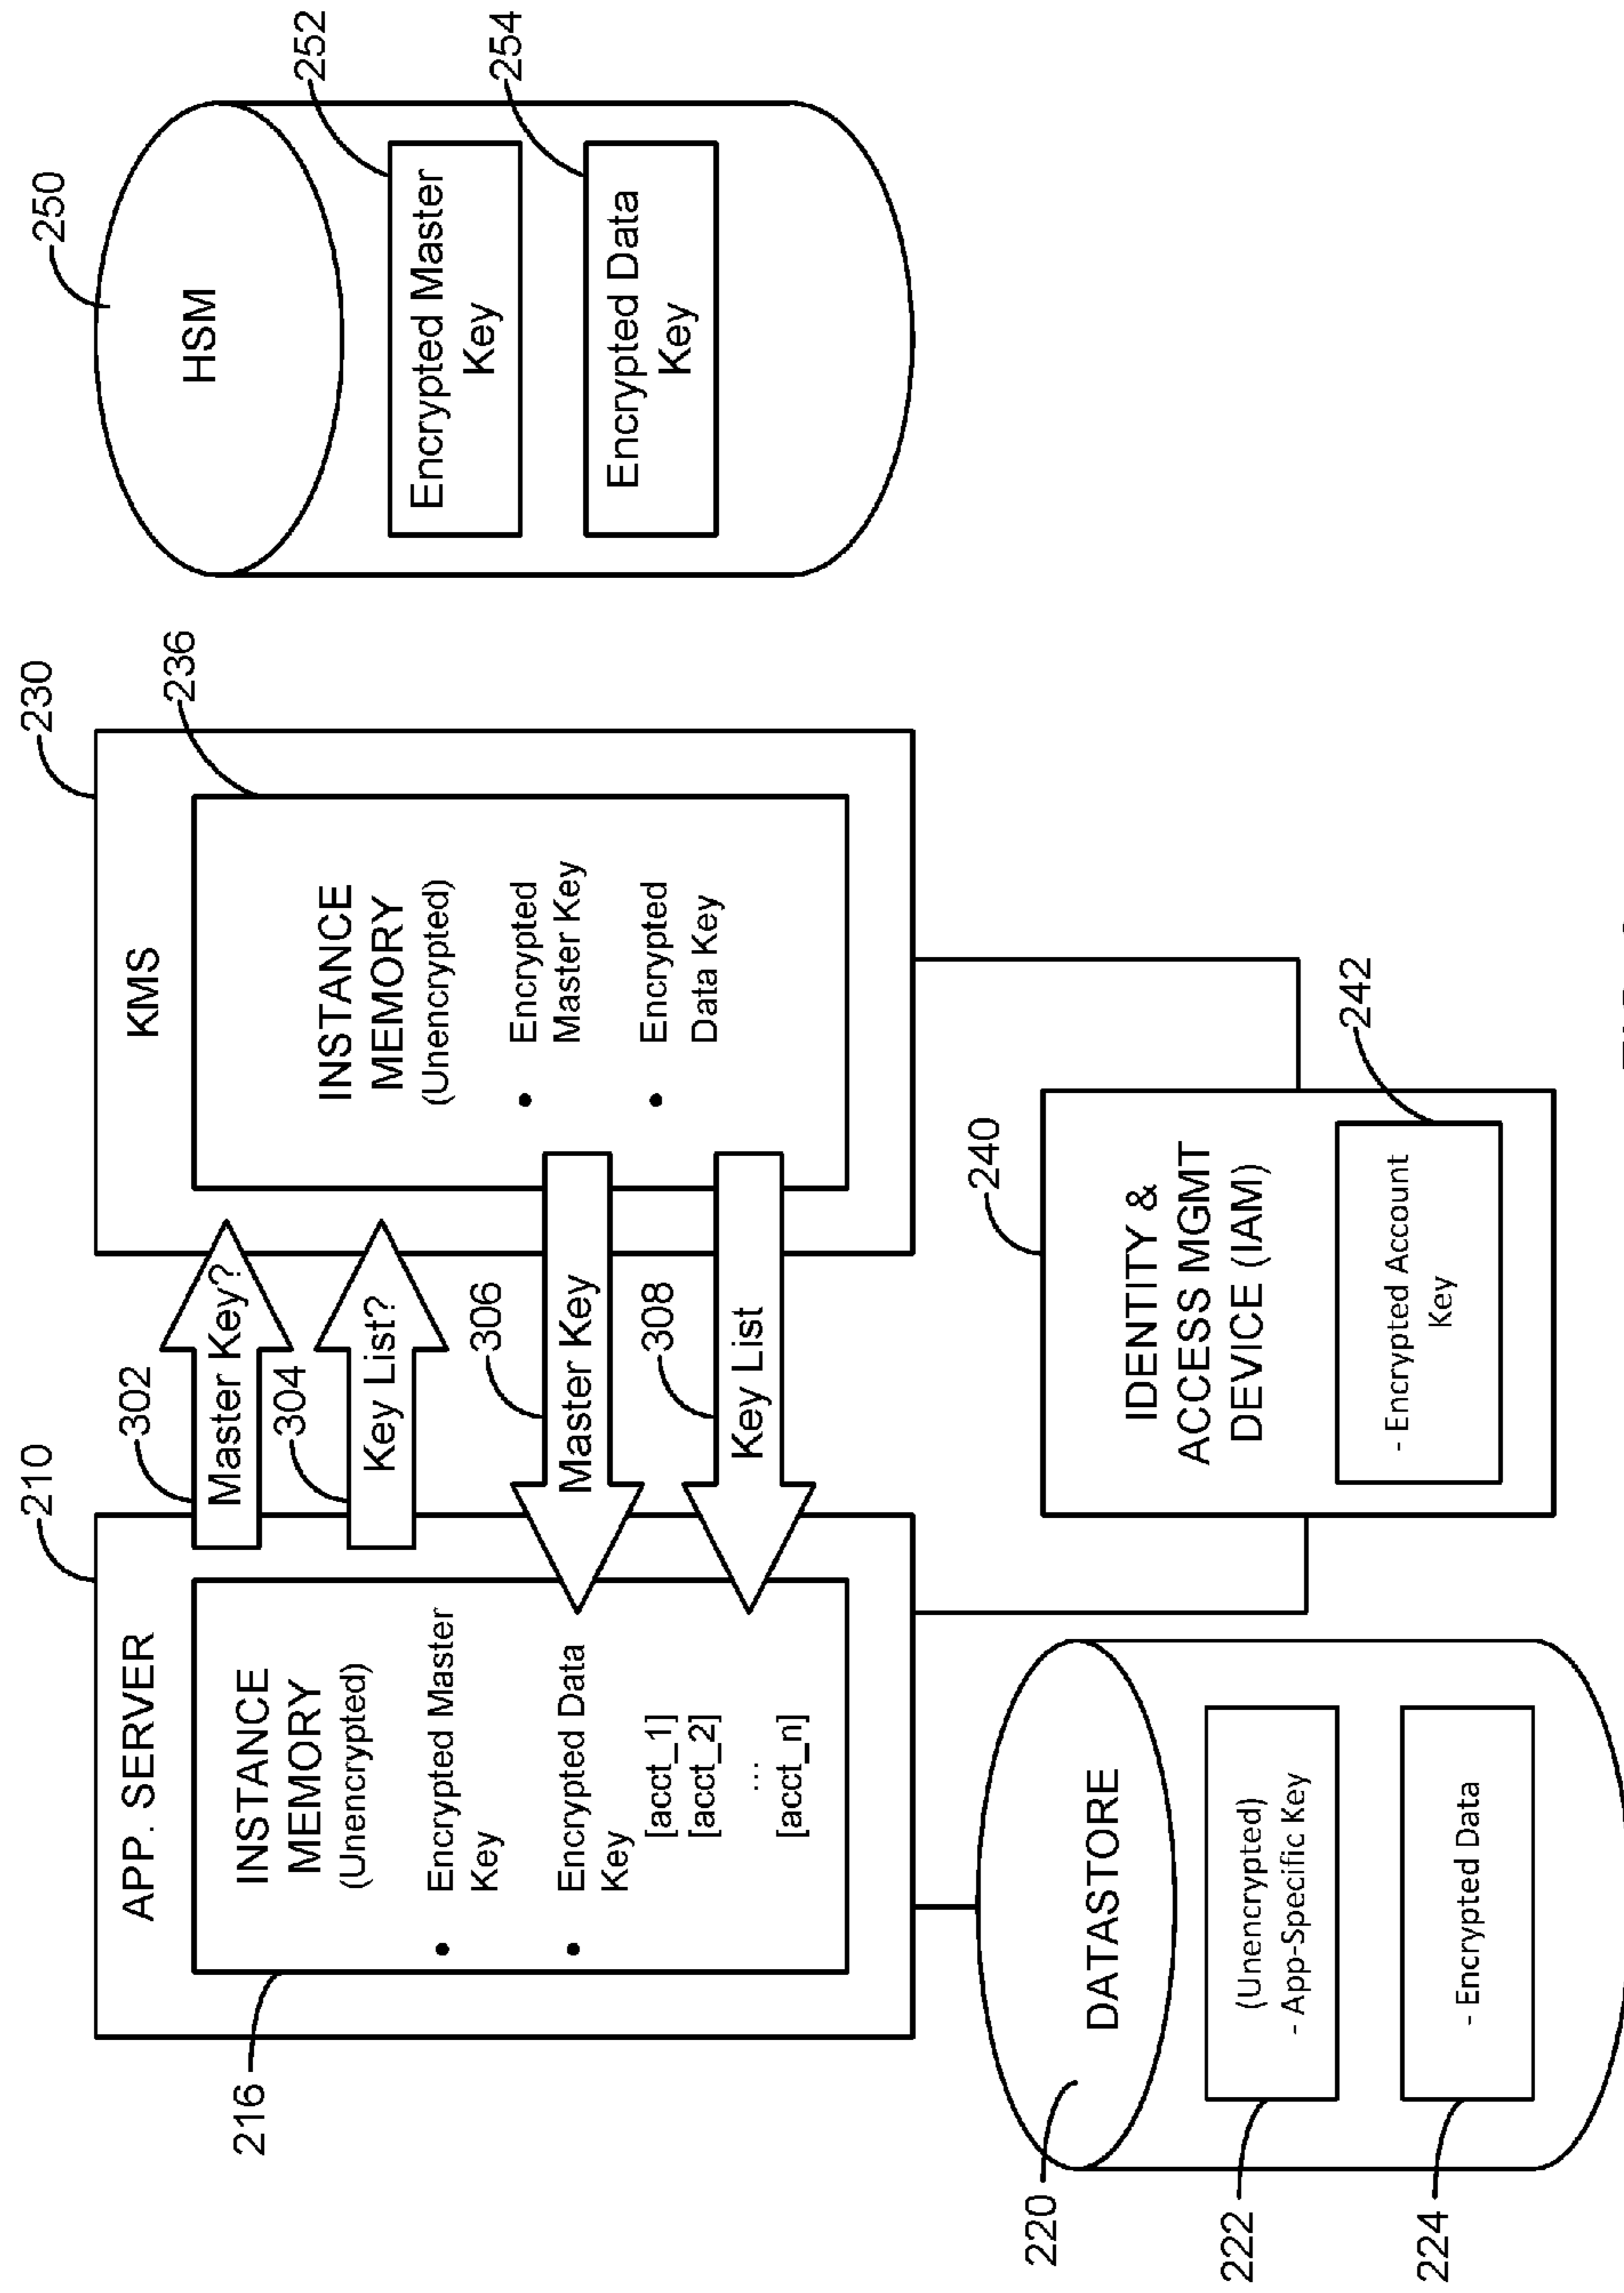 210
APP. SERVER
216
INSTANCE
MEMORY
(Unencrypted)
• Encrypted Master
Key
• Encrypted Data
Key
[acct_1]
[acct_2]
...
[acct_n]
302
Master Key?
304
Key List?
306
Master Key
308
Key List
230
KMS
236
INSTANCE
MEMORY
(Unencrypted)
• Encrypted
Master Key
• Encrypted
Data Key
250
HSM
252
Encrypted Master
Key
254
Encrypted Data
Key
220
DATASTORE
222
(Unencrypted)
- App-Specific Key
224
- Encrypted Data
240
IDENTITY &
ACCESS MGMT
DEVICE (IAM)
242
- Encrypted Account
Key